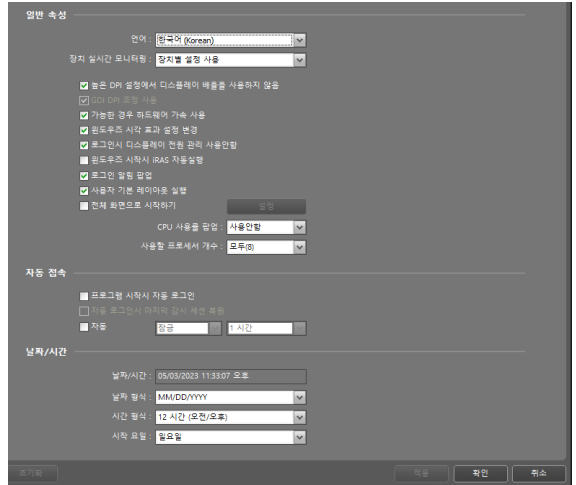 일반 속성
언어 : 한국어 (Korean)
장치 실시간 모니터링 : 장치별 설정 사용
높은 DPI 설정에서 디스플레이 배율을 사용하지 않음
GDI DPI 조정 사용
가능한 경우 하드웨어 가속 사용
윈도우즈 시각 효과 설정 변경
로그인시 디스플레이 전원 관리 사용안함
윈도우즈 시작시 iRAS 자동실행
로그인 알림 팝업
사용자 기본 레이아웃 실행
전체 화면으로 시작하기 설정
CPU 사용률 팝업 : 사용안함
사용할 프로세서 개수 : 모두(8)
자동 접속
프로그램 시작시 자동 로그인
자동 로그인시 마지막 감시 세션 복원
자동 잠금 1 시간
날짜/시간
날짜/시간 : 05/03/2023 11:33:07 오후
날짜 형식 : MM/DD/YYYY
시간 형식 : 12 시간 (오전/오후)
시작 요일 : 일요일
초기화 적용 확인 취소